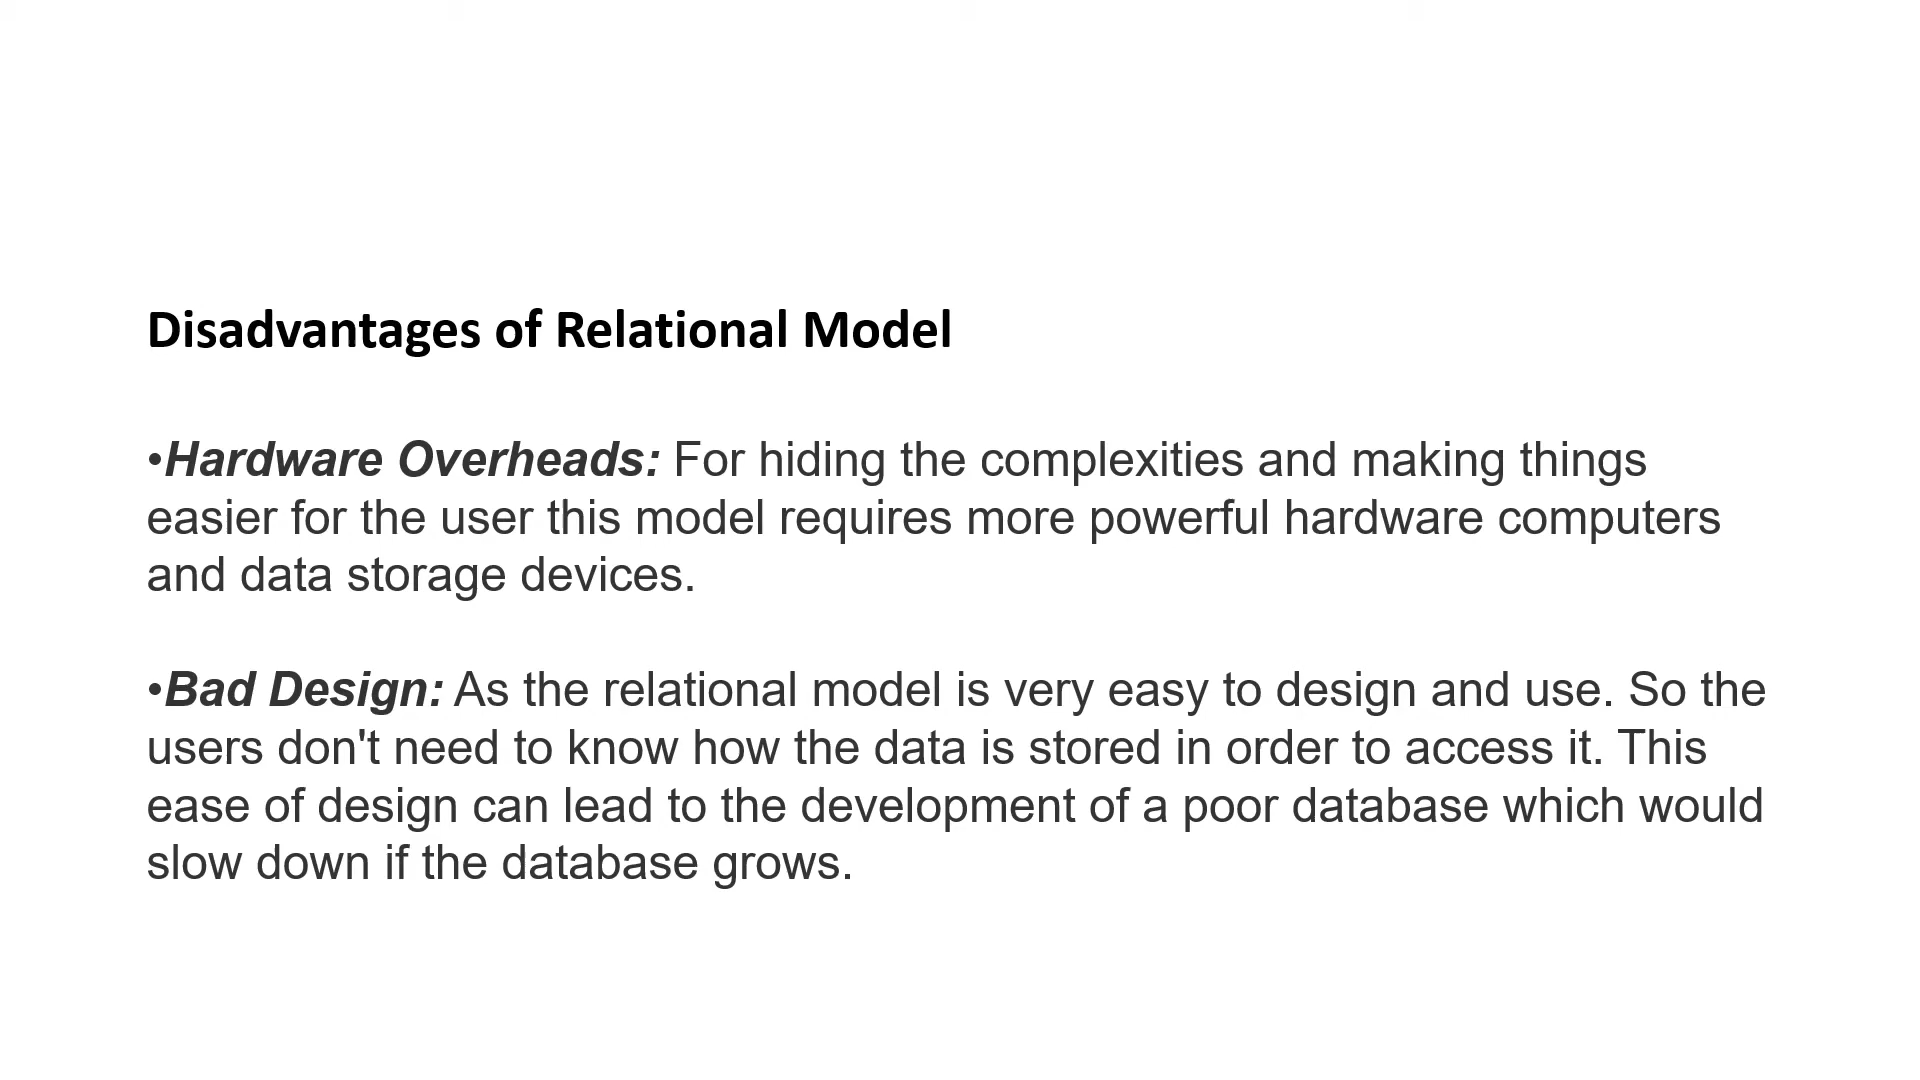 Disadvantages of Relational Model
•Hardware Overheads: For hiding the complexities and making things
easier for the user this model requires more powerful hardware computers
and data storage devices.
•Bad Design: As the relational model is very easy to design and use. So the
users don't need to know how the data is stored in order to access it. This
ease of design can lead to the development of a poor database which would
slow down if the database grows.